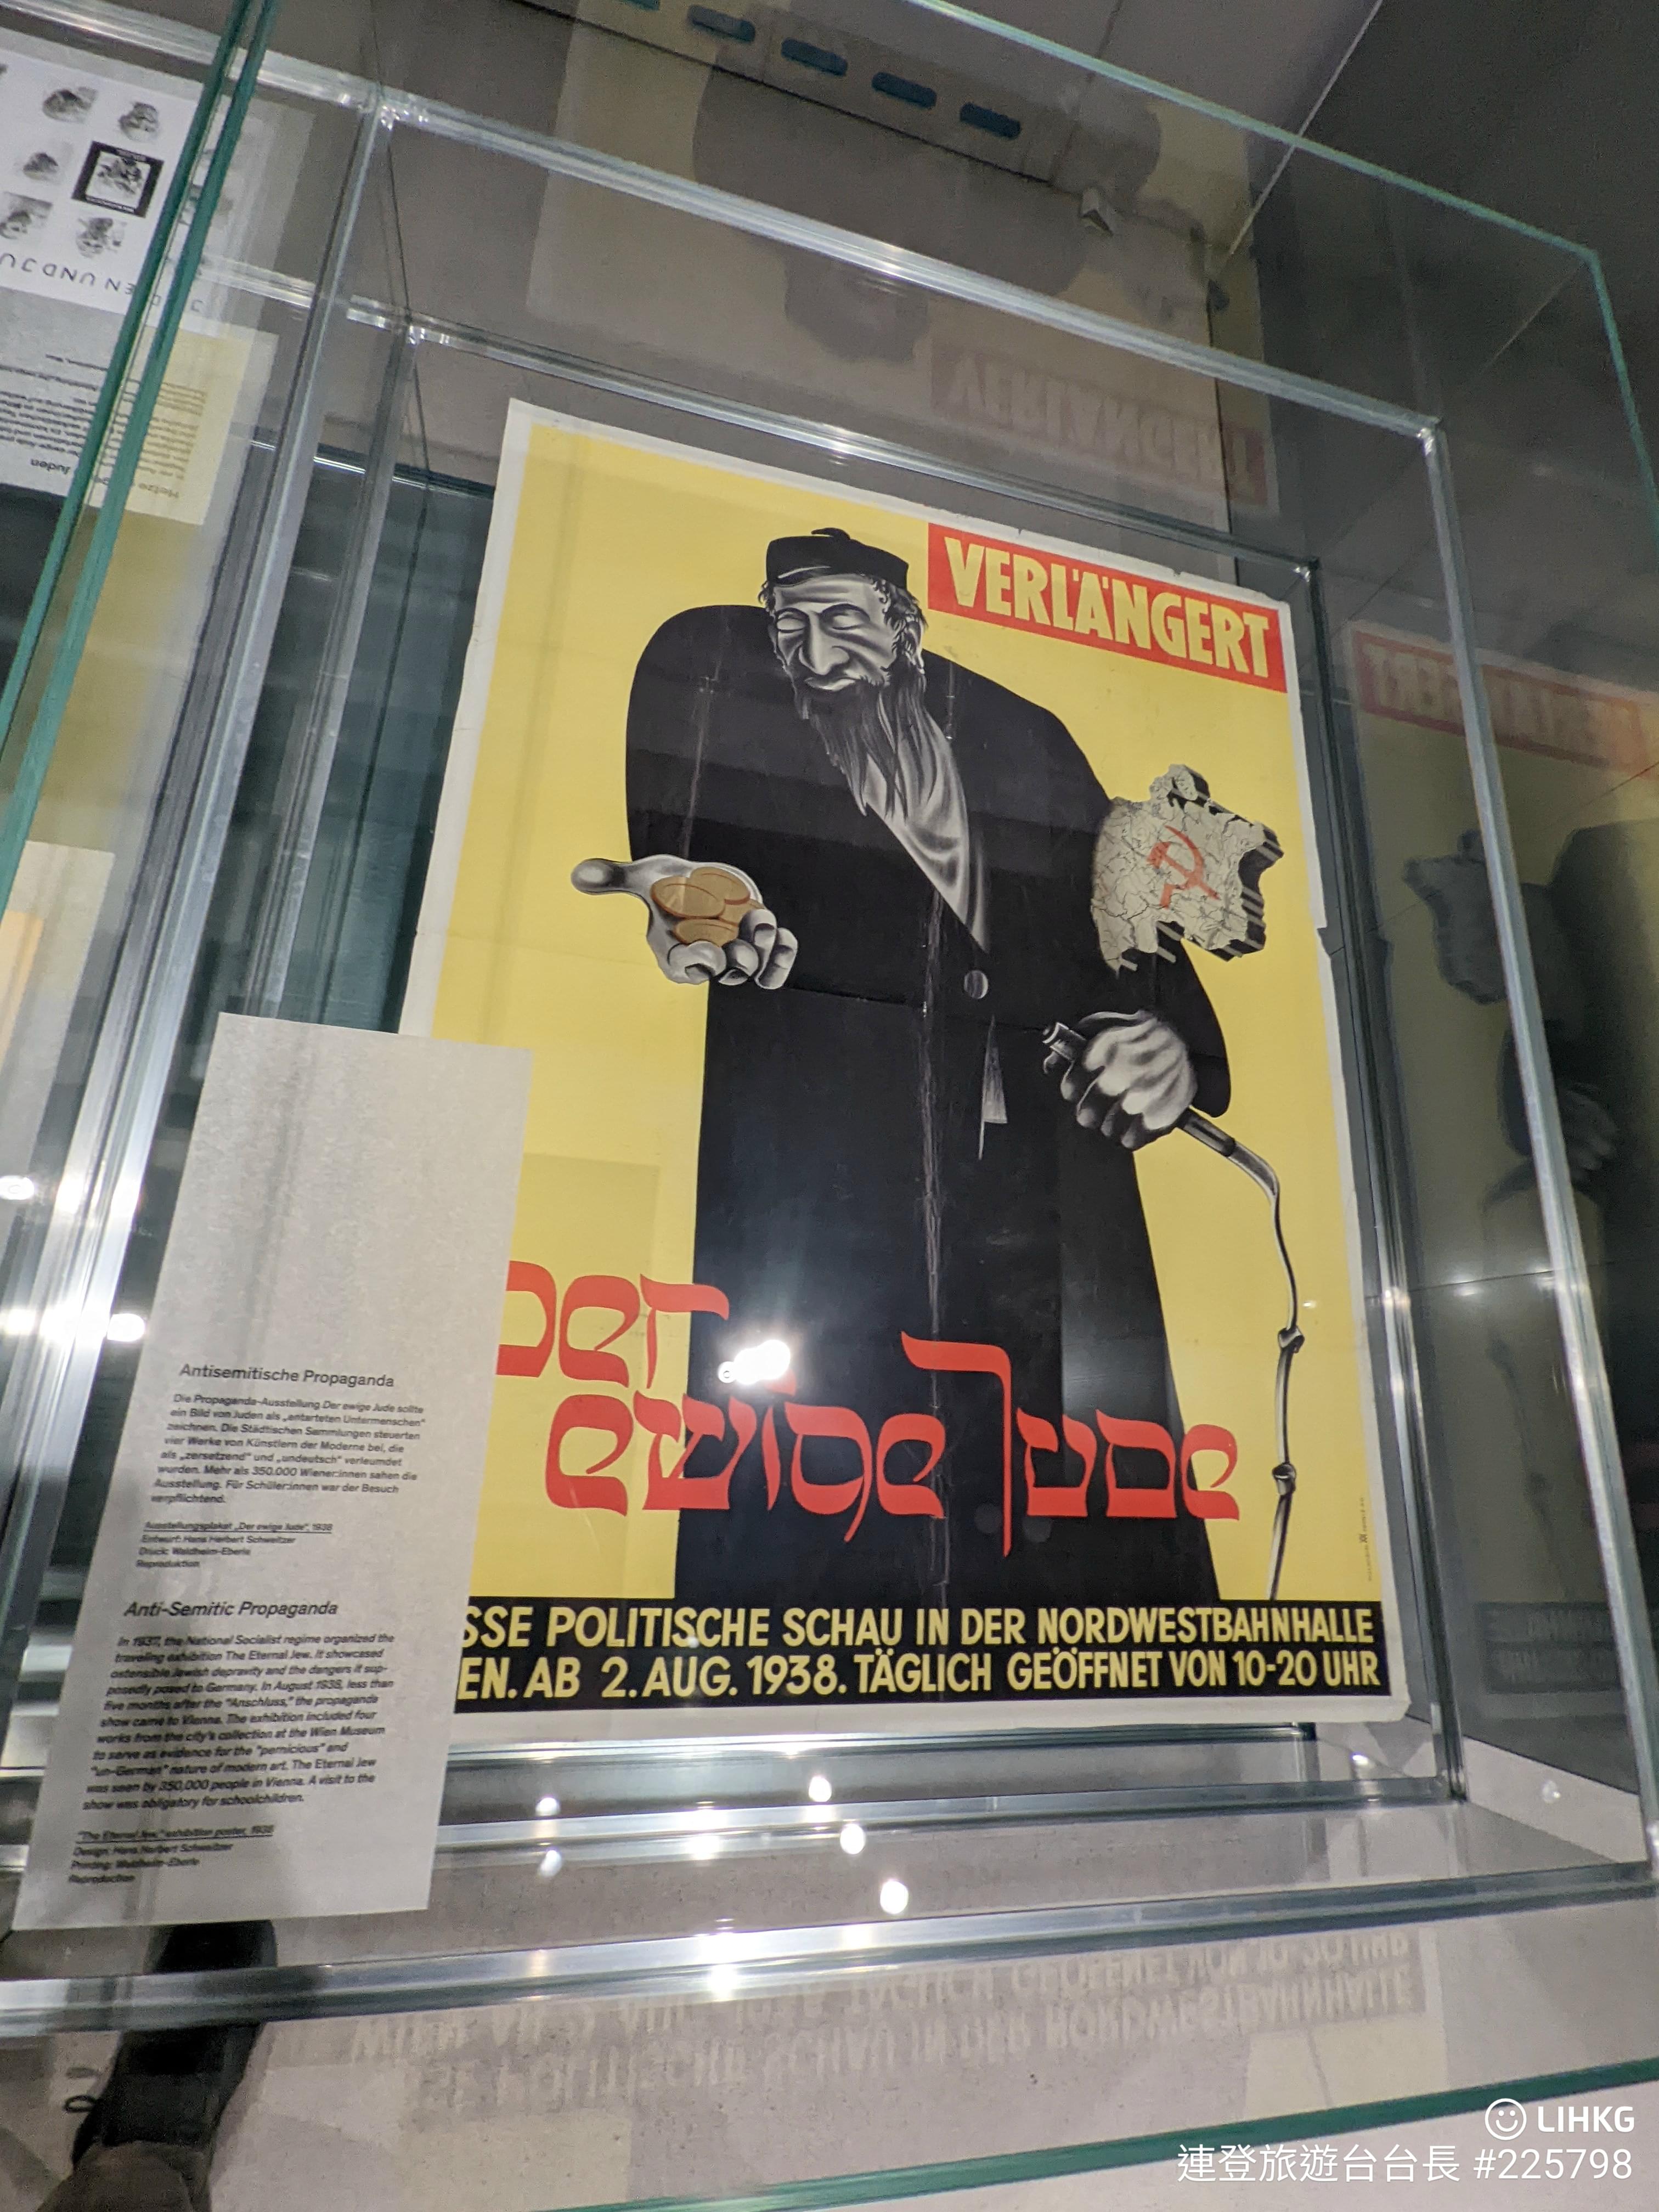 VERLÄNGERT
Der
ewige Jude
SSE POLITISCHE SCHAU IN DER NORDWESTBAHNHALLE
EN. AB 2. AUG. 1938. TÄGLICH GEÖFFNET VON 10-20 UHR
Antisemitische Propaganda
Die Propaganda-Ausstellung Der ewige Jude sollte
ein Bild von Juden als „entarteten Untermenschen“
zeichnen. Die Städtischen Sammlungen steuerten
vier Werke von Künstlern der Moderne bei, die
als „zersetzend“ und „undeutsch“ verleumdet
wurden. Mehr als 350.000 Wiener:innen sahen die
Ausstellung. Für Schüler:innen war der Besuch
verpflichtend.
Ausstellungsplakat „Der ewige Jude“, 1938
Entwurf: Hans Herbert Schweitzer
Druck: Waldheim-Eberle
Reproduktion
Anti-Semitic Propaganda
In 1937, the National Socialist regime organized the
traveling exhibition The Eternal Jew. It showcased
ostensible Jewish depravity and the dangers it sup-
posedly posed to Germany. In August 1938, less than
five months after the "Anschluss," the propaganda
show came to Vienna. The exhibition included four
works from the city's collection at the Wien Museum
to serve as evidence for the "pernicious" and
"un-German" nature of modern art. The Eternal Jew
was seen by 350,000 people in Vienna. A visit to the
show was obligatory for schoolchildren.
"The Eternal Jew," exhibition poster, 1938
Design: Hans Herbert Schweitzer
Printing: Waldheim-Eberle
Reproduction
LIHKG
連登旅遊台台長 #225798